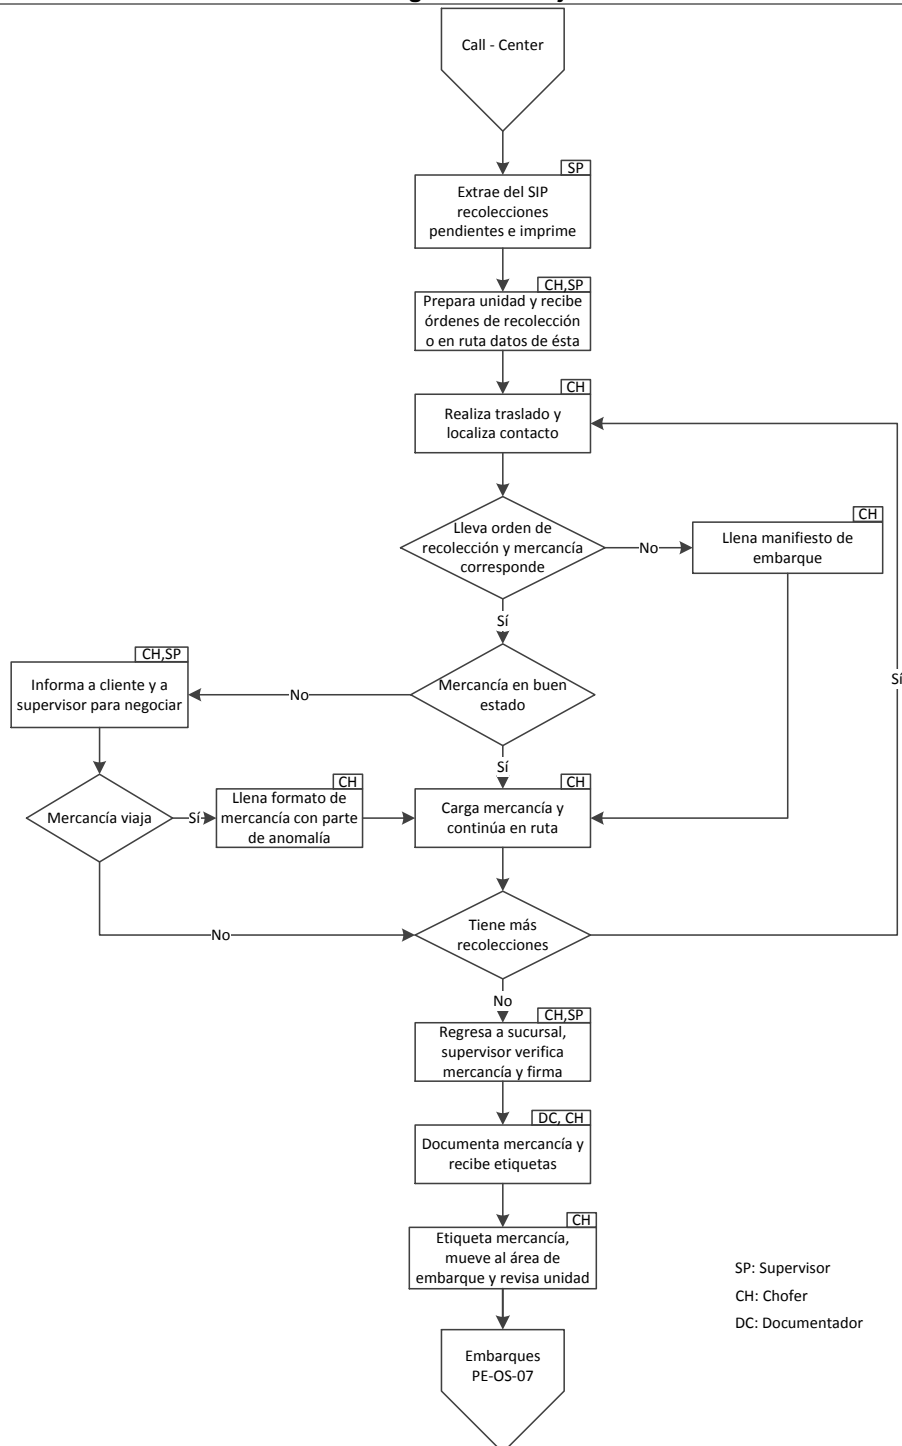 Call - Center
SP
Extrae del SIP
recolecciones
pendientes e imprime
CH,SP
Prepara unidad y recibe
órdenes de recolección
o en ruta datos de ésta
CH
Realiza traslado y
localiza contacto
Lleva orden de
recolección y mercancía
corresponde
No
CH
Llena manifiesto de
embarque
Sí
CH,SP
Informa a cliente y a
supervisor para negociar
No
Mercancía en buen
estado
Sí
Sí
Mercancía viaja
Sí
CH
Llena formato de
mercancía con parte
de anomalía
CH
Carga mercancía y
continúa en ruta
No
Tiene más
recolecciones
No
CH,SP
Regresa a sucursal,
supervisor verifica
mercancía y firma
DC, CH
Documenta mercancía y
recibe etiquetas
CH
Etiqueta mercancía,
mueve al área de
embarque y revisa unidad
SP: Supervisor
CH: Chofer
DC: Documentador
Embarques
PE-OS-07